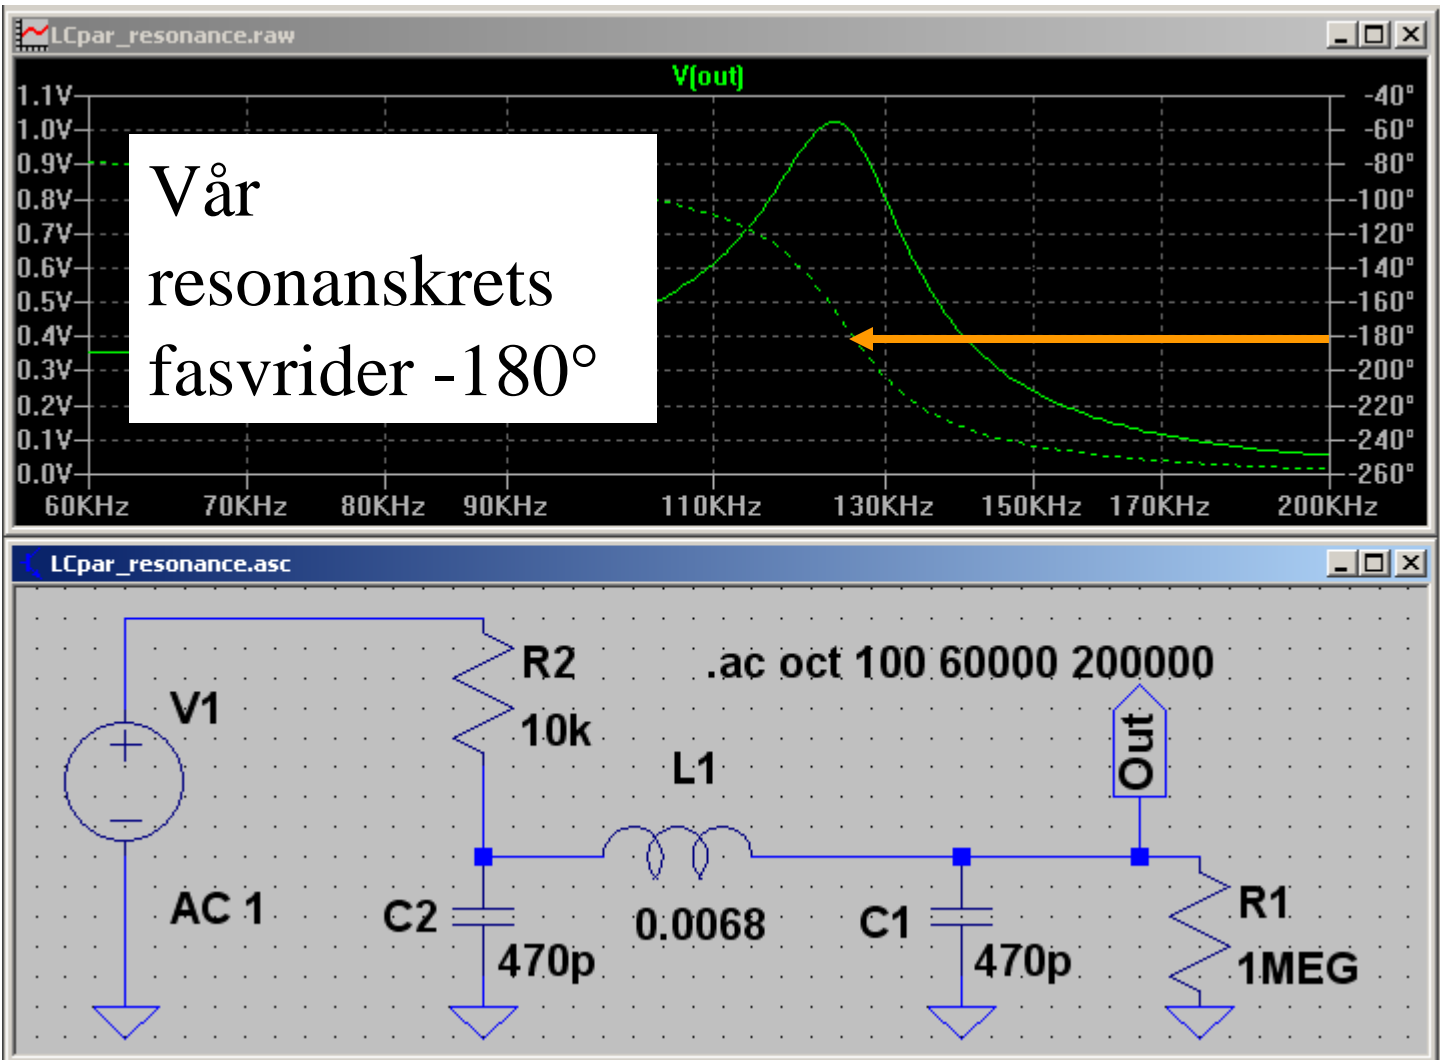 LCpar_resonance.raw
V(out)
1.1V
1.0V
0.9V
0.8V
0.7V
0.6V
0.5V
0.4V
0.3V
0.2V
0.1V
0.0V
-40°
-60°
-80°
-100°
-120°
-140°
-160°
-180°
-200°
-220°
-240°
-260°
Vår
resonanskrets
fasvrider -180°
60KHz 70KHz 80KHz 90KHz 110KHz 130KHz 150KHz 170KHz 200KHz
LCpar_resonance.asc
R2
.ac oct 100 60000 200000
V1
10k
Out
L1
AC 1
C2
0.0068
C1
R1
470p
470p
1MEG